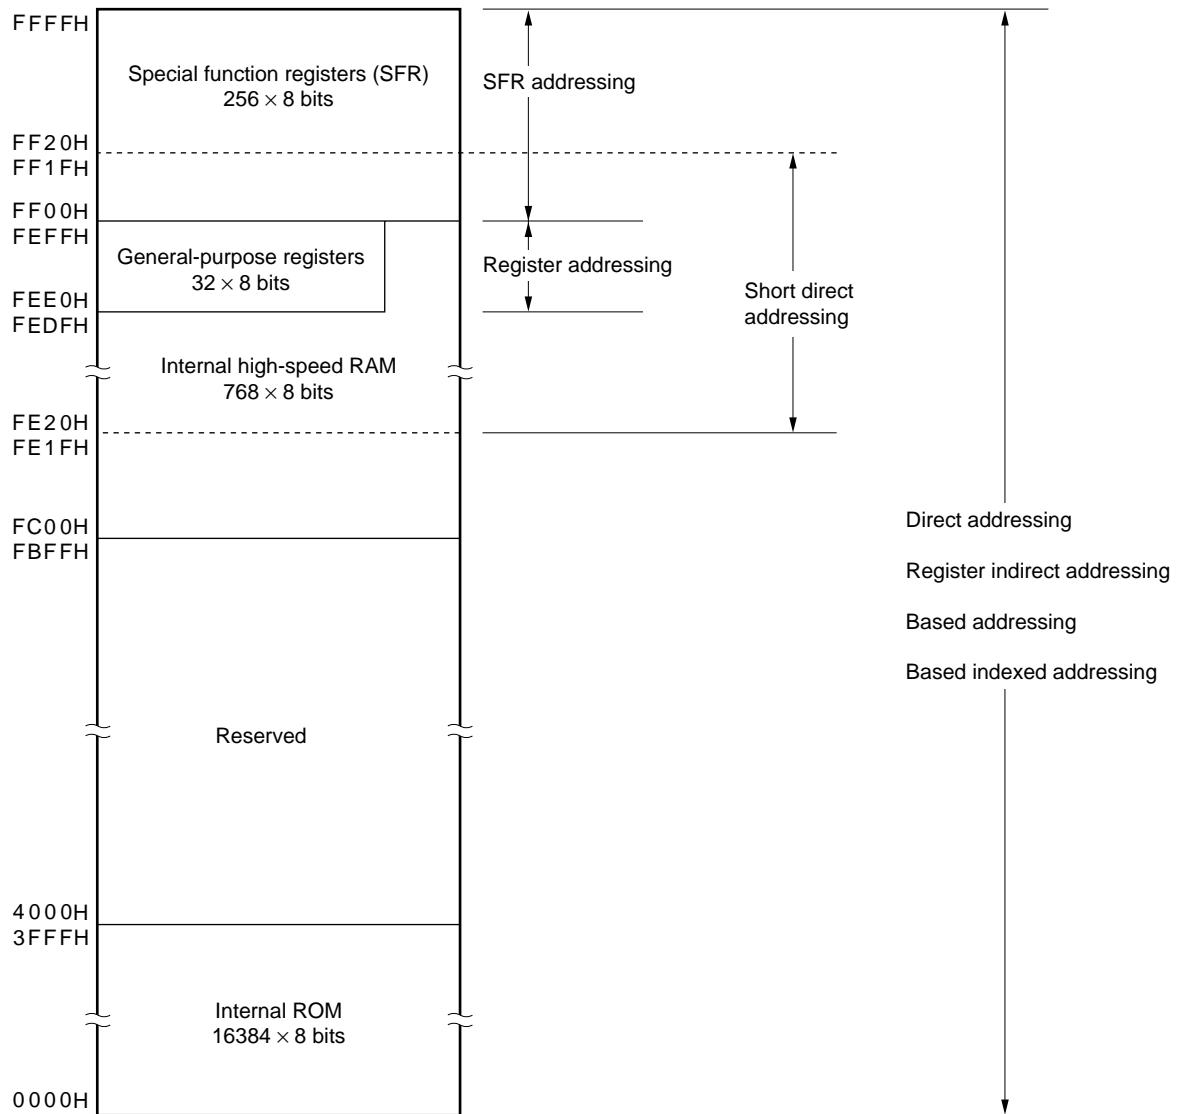 FFFFH
Special function registers (SFR)
256 × 8 bits
SFR addressing
FF20H
FF1FH
FF00H
FEFFH
General-purpose registers
32 × 8 bits
Register addressing
Short direct
addressing
FEE0H
FEDFH
Internal high-speed RAM
768 × 8 bits
FE20H
FE1FH
FC00H
FBFFH
Direct addressing
Register indirect addressing
Based addressing
Based indexed addressing
Reserved
4000H
3FFFH
Internal ROM
16384 × 8 bits
0000H